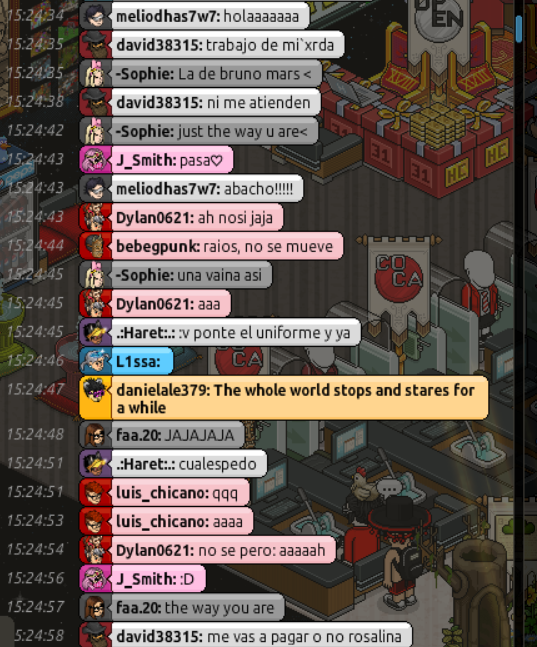 15:24:34 meliodhas7w7: holaaaaaaa
15:24:35 david38315: trabajo de mi`xrda
15:24:35 -Sophie: La de bruno mars <
15:24:38 david38315: ni me atienden
15:24:42 -Sophie: just the way u are<
15:24:43 J_Smith: pasa♡
15:24:43 meliodhas7w7: abacho!!!!!
15:24:43 Dylan0621: ah nosi jaja
15:24:44 bebegpunk: raios, no se mueve
15:24:45 -Sophie: una vaina asi
15:24:45 Dylan0621: aaa
15:24:45 .:Haret:.: :v ponte el uniforme y ya
15:24:46 L1ssa:
15:24:47 danielale379: The whole world stops and stares for
a while
15:24:48 faa.20: JAJAJAJA
15:24:51 .:Haret:.: cualespedo
15:24:51 luis_chicano: qqq
15:24:53 luis_chicano: aaaa
15:24:54 Dylan0621: no se pero: aaaaah
15:24:56 J_Smith: :D
15:24:57 faa.20: the way you are
5:24:58 david38315: me vas a pagar o no rosalina
OPEN
XVIII
XVIII
31
31
HC
HC
COCA
CA
...